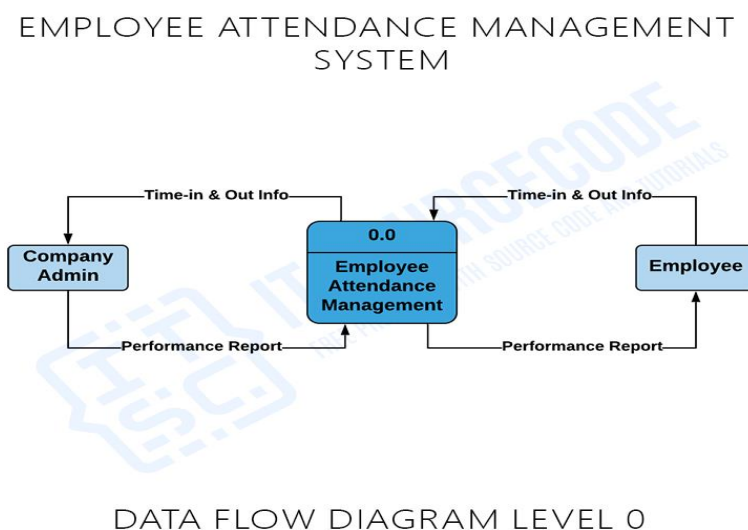 EMPLOYEE ATTENDANCE MANAGEMENT
SYSTEM
Time-in & Out Info
Time-in & Out Info
0.0
Company
Admin
Employee
Attendance
Management
Employee
Performance Report
Performance Report
DATA FLOW DIAGRAM LEVEL 0